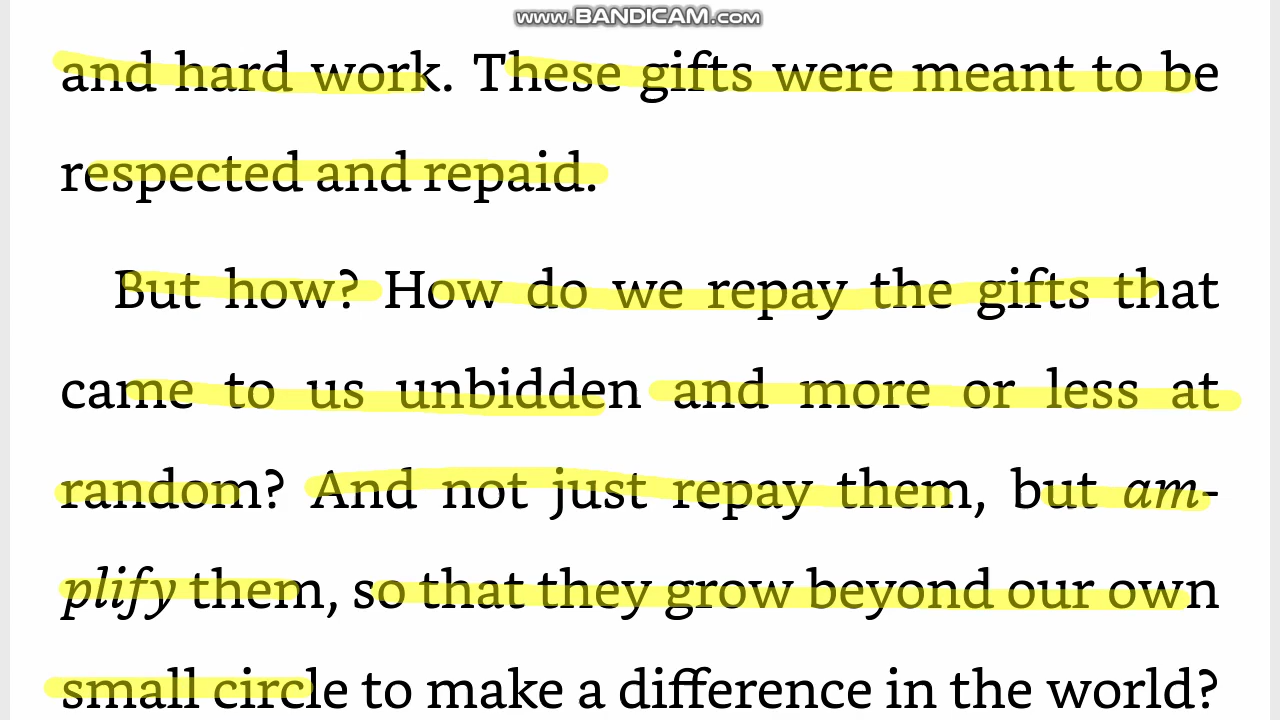 www.BANDICAM.com
and hard work. These gifts were meant to be
respected and repaid.
But how? How do we repay the gifts that
came to us unbidden and more or less at
random? And not just repay them, but am-
plify them, so that they grow beyond our own
small circle to make a difference in the world?